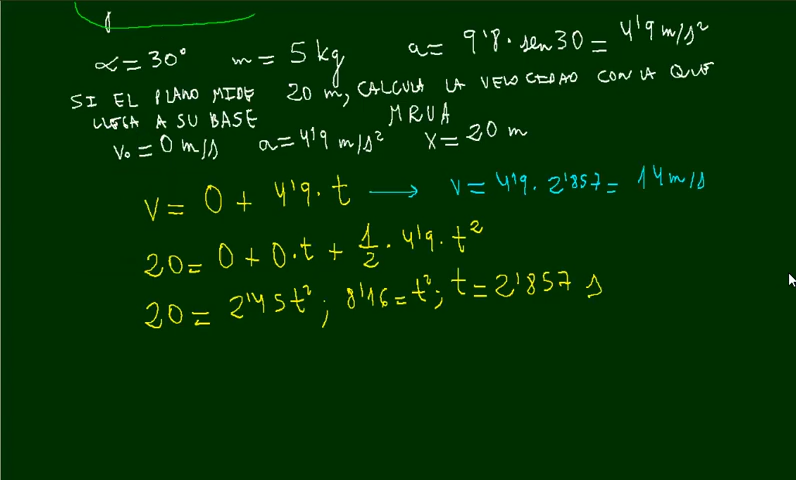 α = 30° m = 5 kg a = 9'8 · sen 30 = 4'9 m/s²
SI EL PLANO MIDE 20 m, CALCULA LA VELOCIDAD CON LA QUE
LLEGA A SU BASE MRUA
v₀ = 0 m/s a = 4'9 m/s² x = 20 m
v = 0 + 4'9 · t → v = 4'9 · 2'857 = 14 m/s
20 = 0 + 0 · t + 1/2 · 4'9 · t²
20 = 2'45 t²; 8'16 = t²; t = 2'857 s